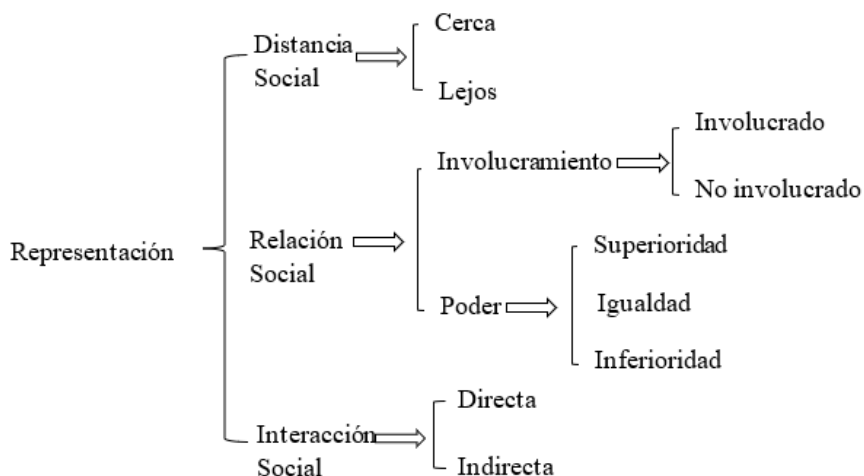 Representación
Distancia
Social
Cerca
Lejos
Relación
Social
Involucramiento
Involucrado
No involucrado
Poder
Superioridad
Igualdad
Inferioridad
Interacción
Social
Directa
Indirecta